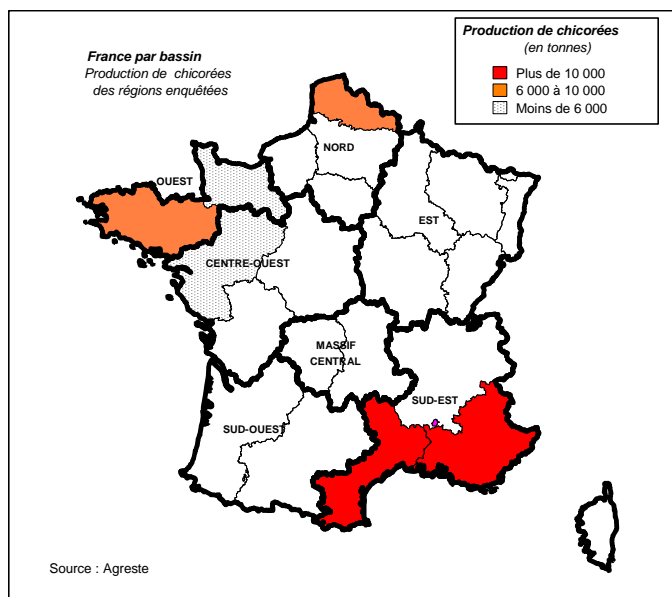 France par bassin
Production de chicorées
des régions enquêtées
Production de chicorées
(en tonnes)
Plus de 10 000
6 000 à 10 000
Moins de 6 000
NORD
OUEST
EST
CENTRE-OUEST
MASSIF
CENTRAL
SUD-EST
SUD-OUEST
Source : Agreste